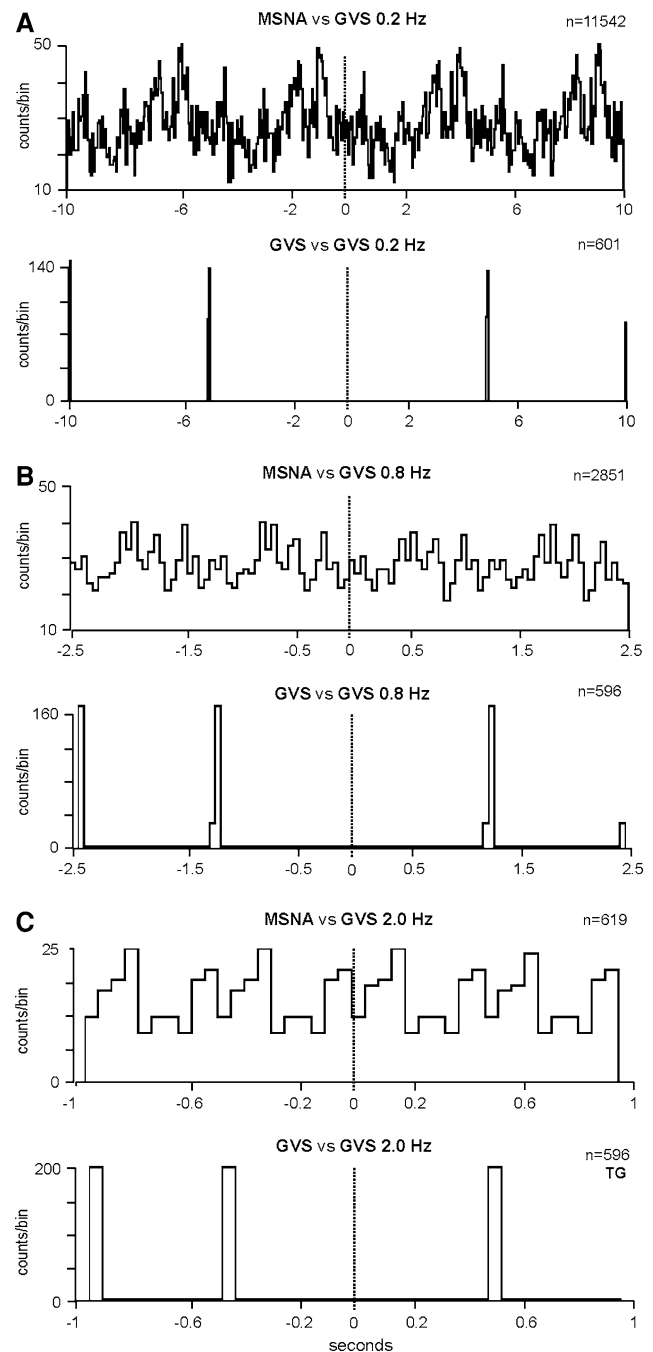 A
MSNA vs GVS 0.2 Hz
n=11542
50
counts/bin
10
-10 -6 -2 0 2 6 10
GVS vs GVS 0.2 Hz
n=601
140
counts/bin
0
-10 -6 -2 0 2 6 10
B
MSNA vs GVS 0.8 Hz
n=2851
50
counts/bin
10
-2.5 -1.5 -0.5 0 0.5 1.5 2.5
GVS vs GVS 0.8 Hz
n=596
160
counts/bin
0
-2.5 -1.5 -0.5 0 0.5 1.5 2.5
C
MSNA vs GVS 2.0 Hz
n=619
25
counts/bin
0
-1 -0.6 -0.2 0 0.2 0.6 1
GVS vs GVS 2.0 Hz
n=596
TG
200
counts/bin
0
-1 -0.6 -0.2 0 0.2 0.6 1
seconds